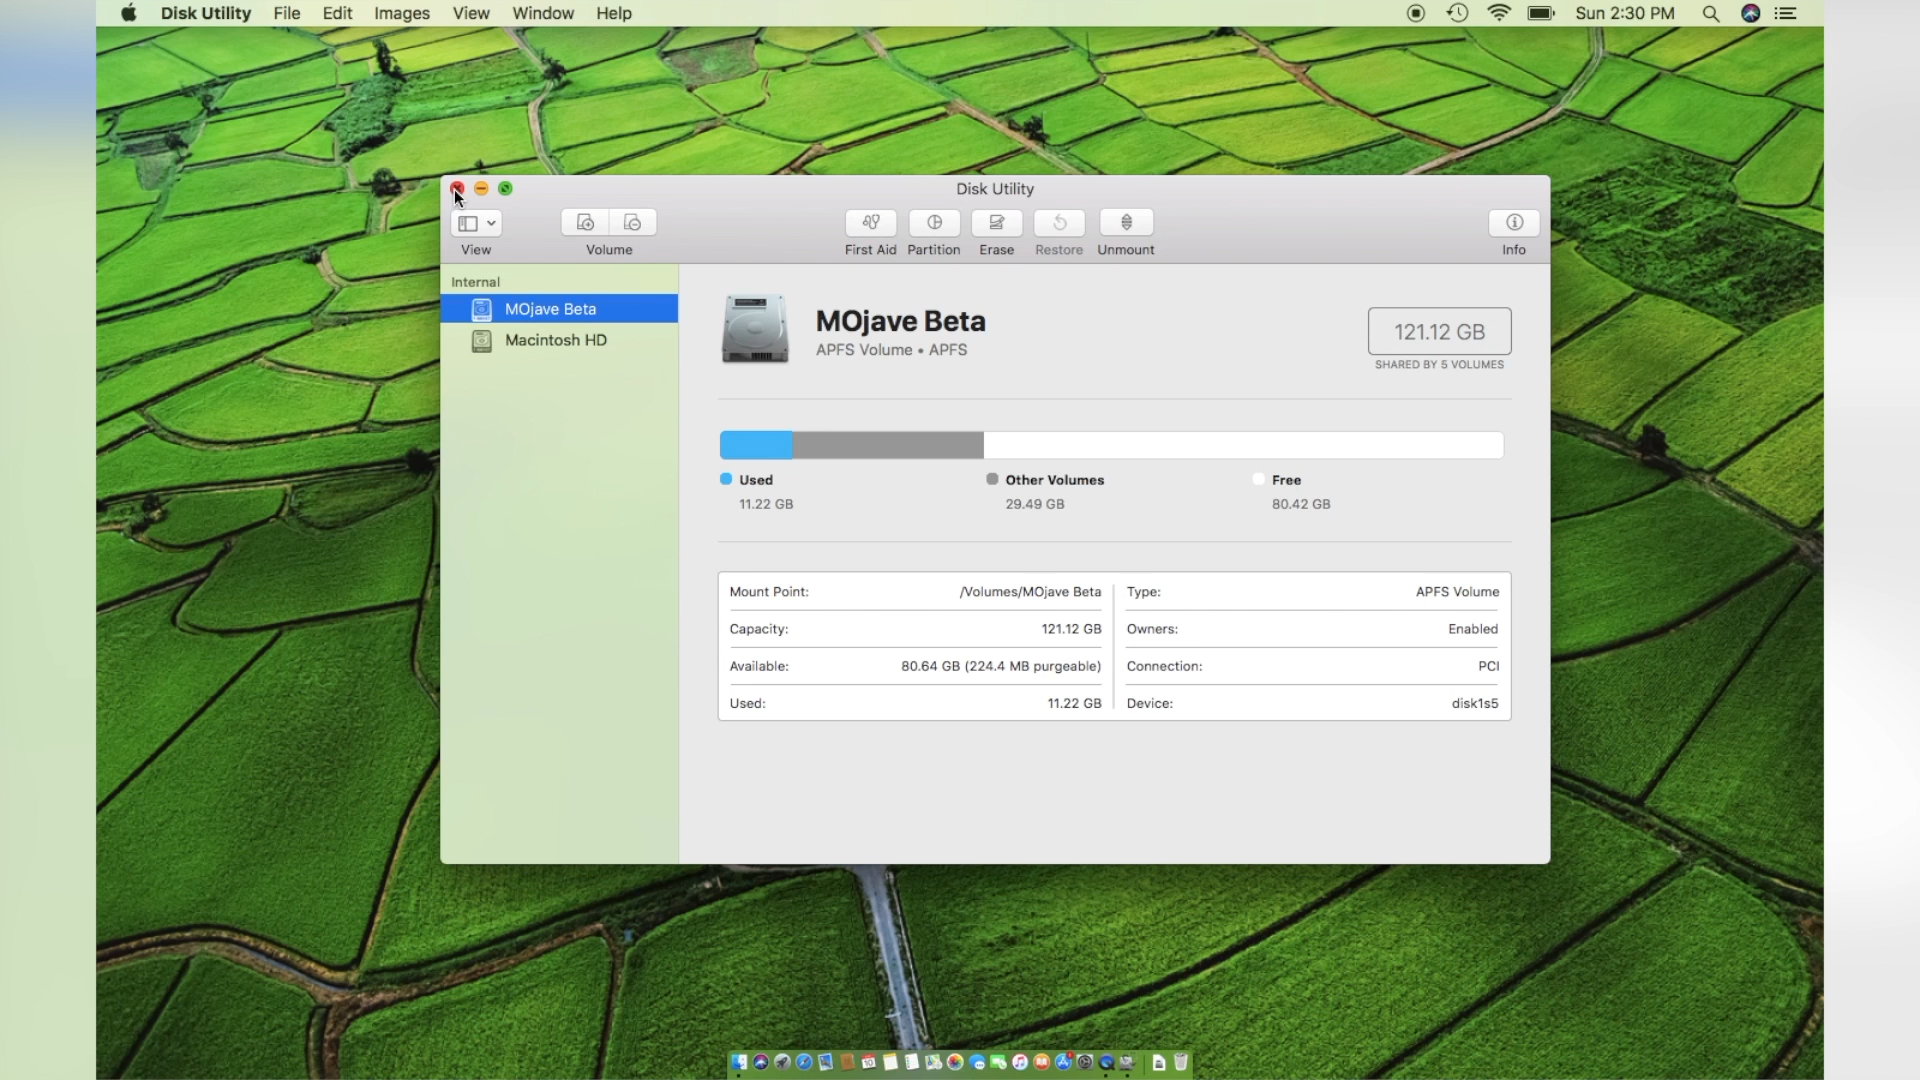 Disk Utility File Edit Images View Window Help Sun 2:30 PM
Disk Utility
View Volume First Aid Partition Erase Restore Unmount Info
Internal
MOjave Beta
Macintosh HD
MOjave Beta
APFS Volume • APFS
121.12 GB
SHARED BY 5 VOLUMES
Used Other Volumes Free
11.22 GB 29.49 GB 80.42 GB
Mount Point: /Volumes/MOjave Beta Type: APFS Volume
Capacity: 121.12 GB Owners: Enabled
Available: 80.64 GB (224.4 MB purgeable) Connection: PCI
Used: 11.22 GB Device: disk1s5